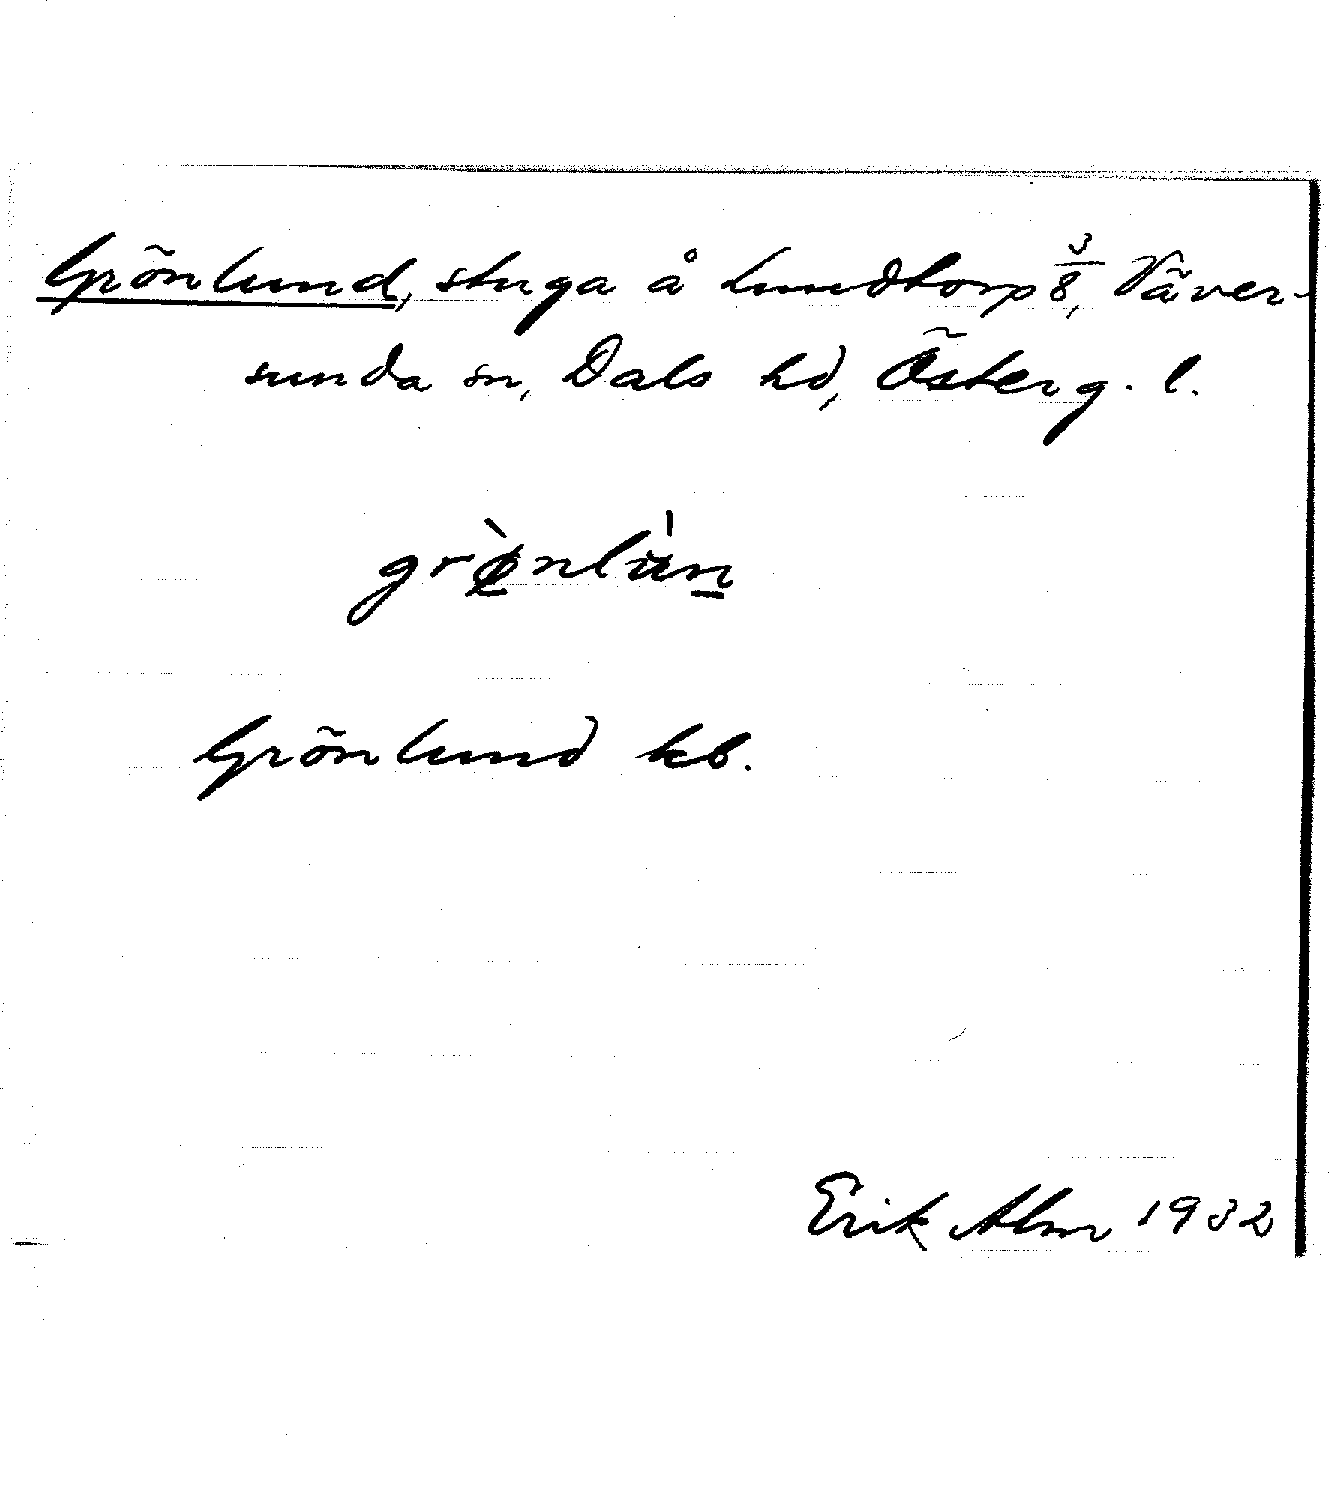 Grönlund, stuga å Lundtorp 3/8, Väver-
sunda sn, Dals hd, Österg. l.
grø̀nlùn
Grönlund kb.
Erik Alm 1932